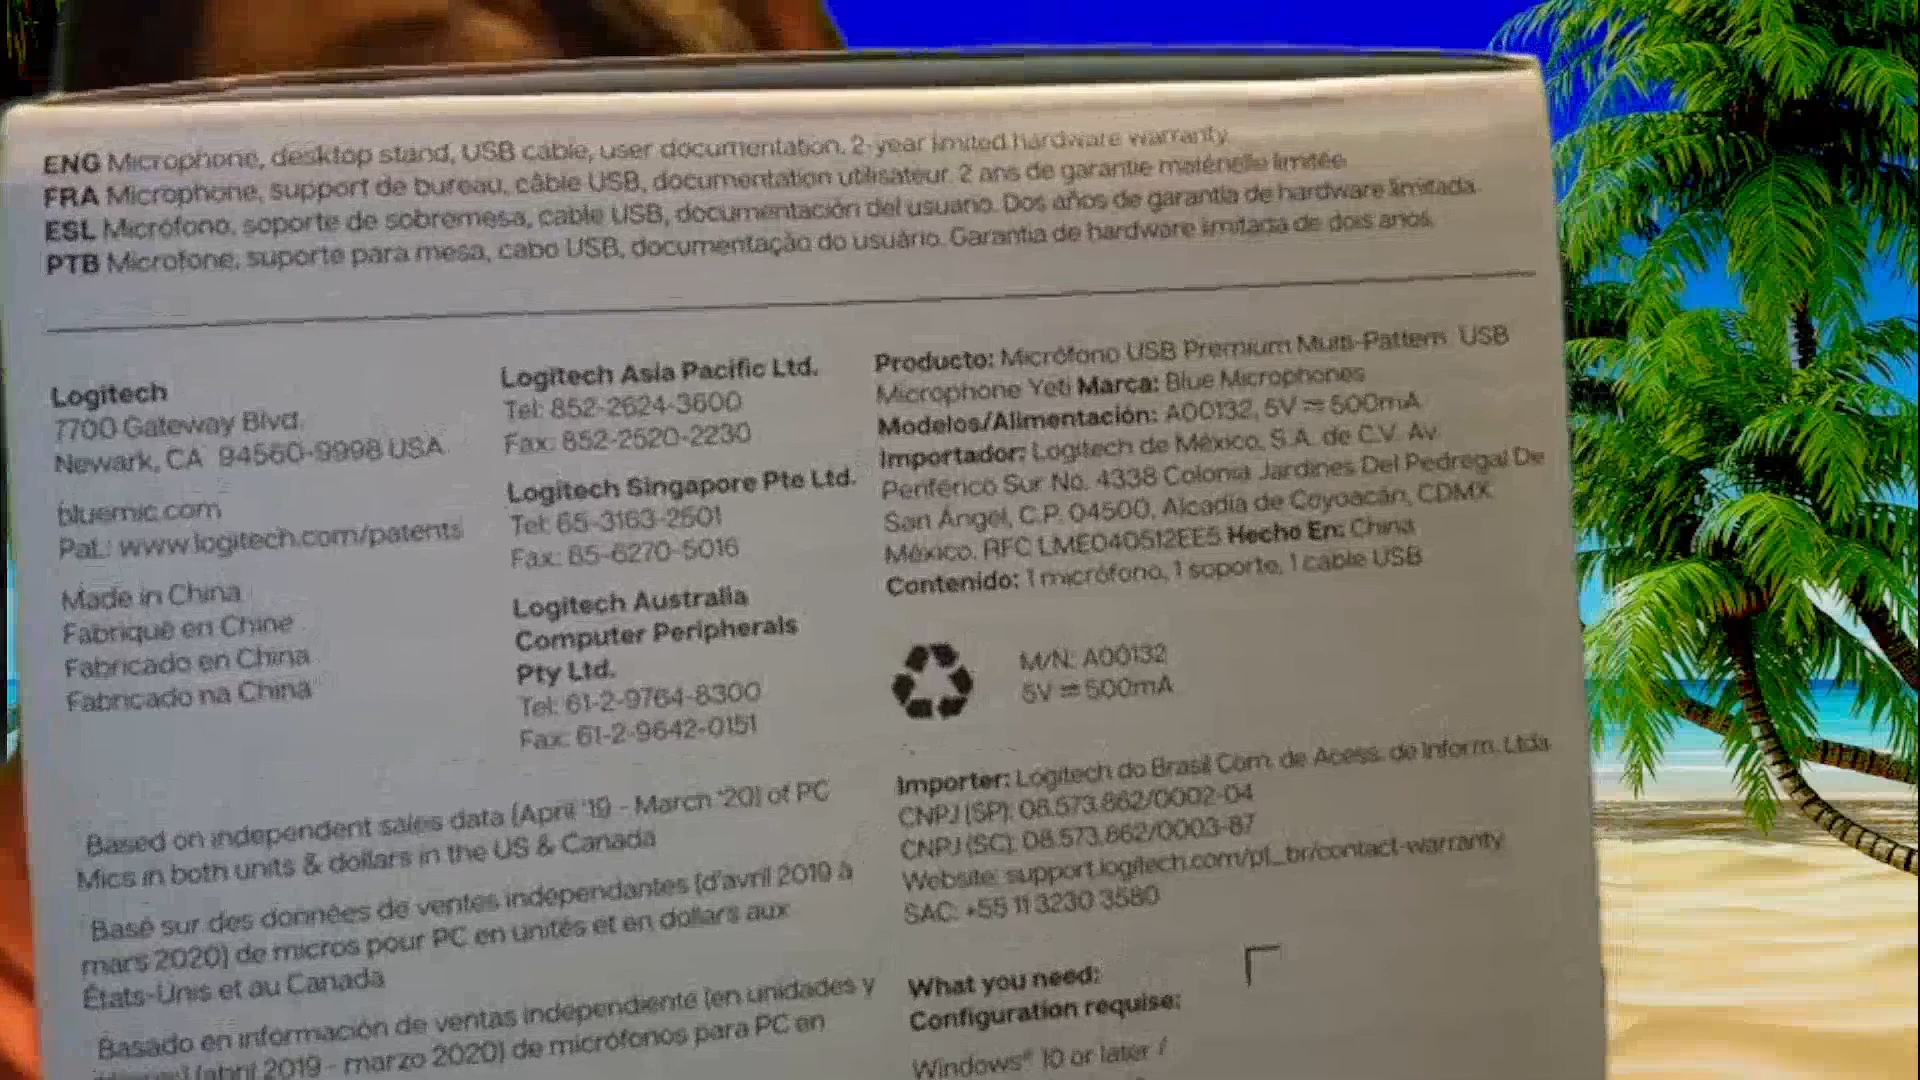 ENG Microphone, desktop stand, USB cable, user documentation. 2-year limited hardware warranty.
FRA Microphone, support de bureau, câble USB, documentation utilisateur. 2 ans de garantie matérielle limitée.
ESL Micrófono, soporte de sobremesa, cable USB, documentación del usuario. Dos años de garantía de hardware limitada.
PTB Microfone, suporte para mesa, cabo USB, documentação do usuário. Garantia de hardware limitada de dois anos.
Logitech
7700 Gateway Blvd.
Newark, CA 94560-9998 USA
bluemic.com
Pat.: www.logitech.com/patents
Made in China
Fabriqué en Chine
Fabricado en China
Fabricado na China
Logitech Asia Pacific Ltd.
Tel: 852-2624-3600
Fax: 852-2520-2230
Logitech Singapore Pte Ltd.
Tel: 65-3163-2501
Fax: 65-6270-5016
Logitech Australia
Computer Peripherals
Pty Ltd.
Tel: 61-2-9764-8300
Fax: 61-2-9642-0151
Producto: Micrófono USB Premium Multi-Pattern USB
Microphone Yeti Marca: Blue Microphones
Modelos/Alimentación: A00132, 5V ⎓ 500mA
Importador: Logitech de México, S.A. de C.V. Av.
Periférico Sur No. 4338 Colonia Jardines Del Pedregal De
San Ángel, C.P. 04500, Alcadía de Coyoacán, CDMX
México. RFC LME040512EE5 Hecho En: China
Contenido: 1 micrófono, 1 soporte, 1 cable USB
M/N: A00132
5V ⎓ 500mA
Based on independent sales data (April '19 - March '20) of PC
Mics in both units & dollars in the US & Canada
Basé sur des données de ventes indépendantes (d'avril 2019 à
mars 2020) de micros pour PC en unités et en dollars aux
États-Unis et au Canada
Basado en información de ventas independiente (en unidades y
(abril 2019 - marzo 2020) de micrófonos para PC en
Importer: Logitech do Brasil Com. de Acess. de Inform. Ltda
CNPJ (SP): 08.573.862/0002-04
CNPJ (SC): 08.573.862/0003-87
Website: support.logitech.com/pt_br/contact-warranty
SAC: +55 11 3230 3580
What you need:
Configuration requise:
Windows® 10 or later /